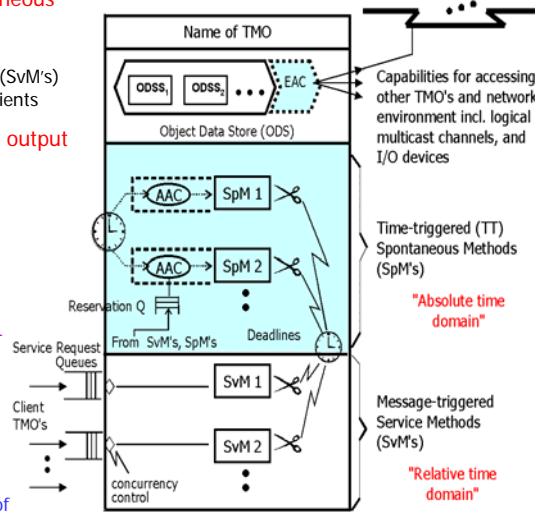 neous
(SvM's)
ients
output
of
Name of TMO
ODSS1
ODSS2
EAC
Object Data Store (ODS)
Capabilities for accessing
other TMO's and network
environment incl. logical
multicast channels, and
I/O devices
AAC
SpM 1
AAC
SpM 2
Reservation Q
From SvM's, SpM's
Deadlines
Time-triggered (TT)
Spontaneous Methods
(SpM's)
"Absolute time
domain"
Service Request
Queues
SvM 1
Client
TMO's
SvM 2
concurrency
control
Message-triggered
Service Methods
(SvM's)
"Relative time
domain"